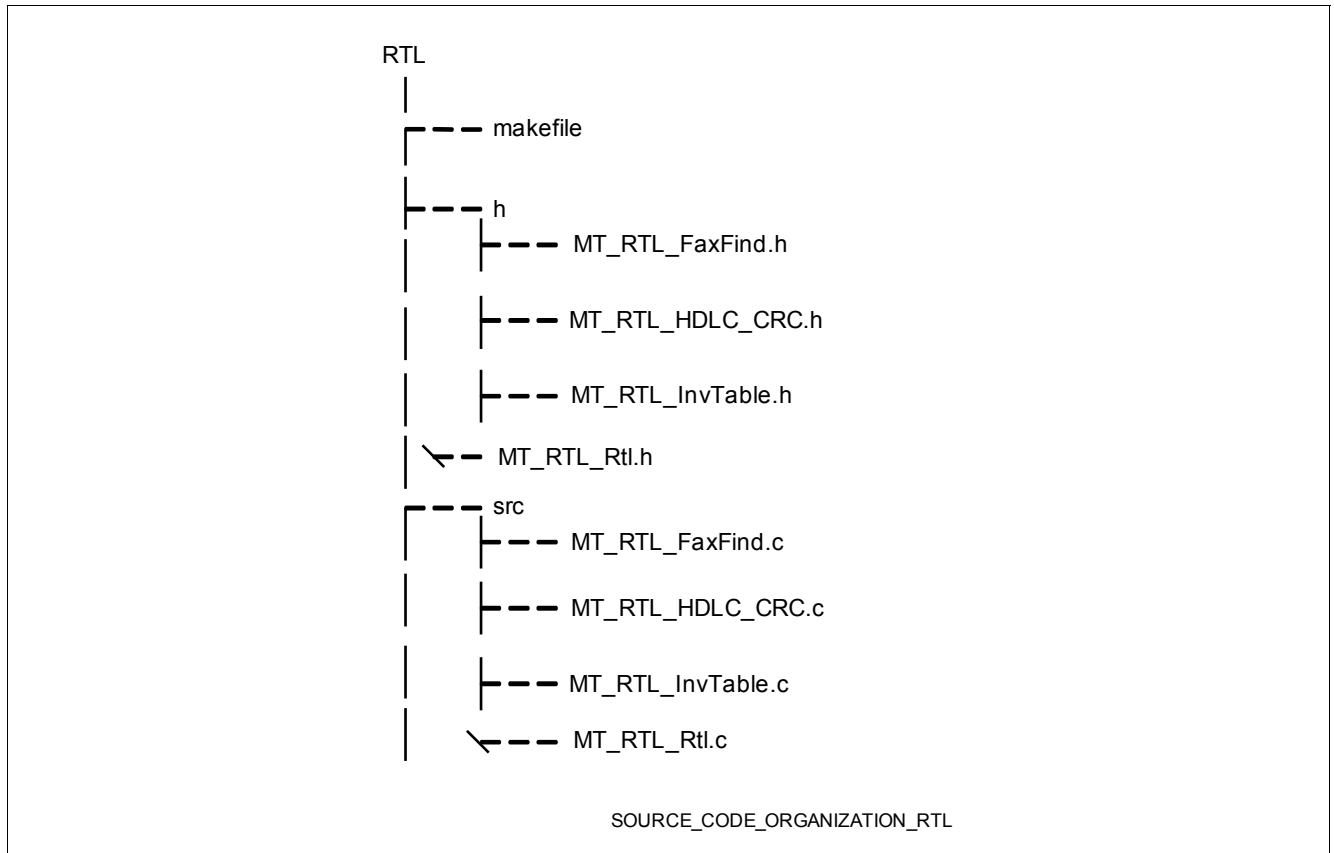 RTL
makefile
h
MT_RTL_FaxFind.h
MT_RTL_HDLC_CRC.h
MT_RTL_InvTable.h
MT_RTL_Rtl.h
src
MT_RTL_FaxFind.c
MT_RTL_HDLC_CRC.c
MT_RTL_InvTable.c
MT_RTL_Rtl.c
SOURCE_CODE_ORGANIZATION_RTL